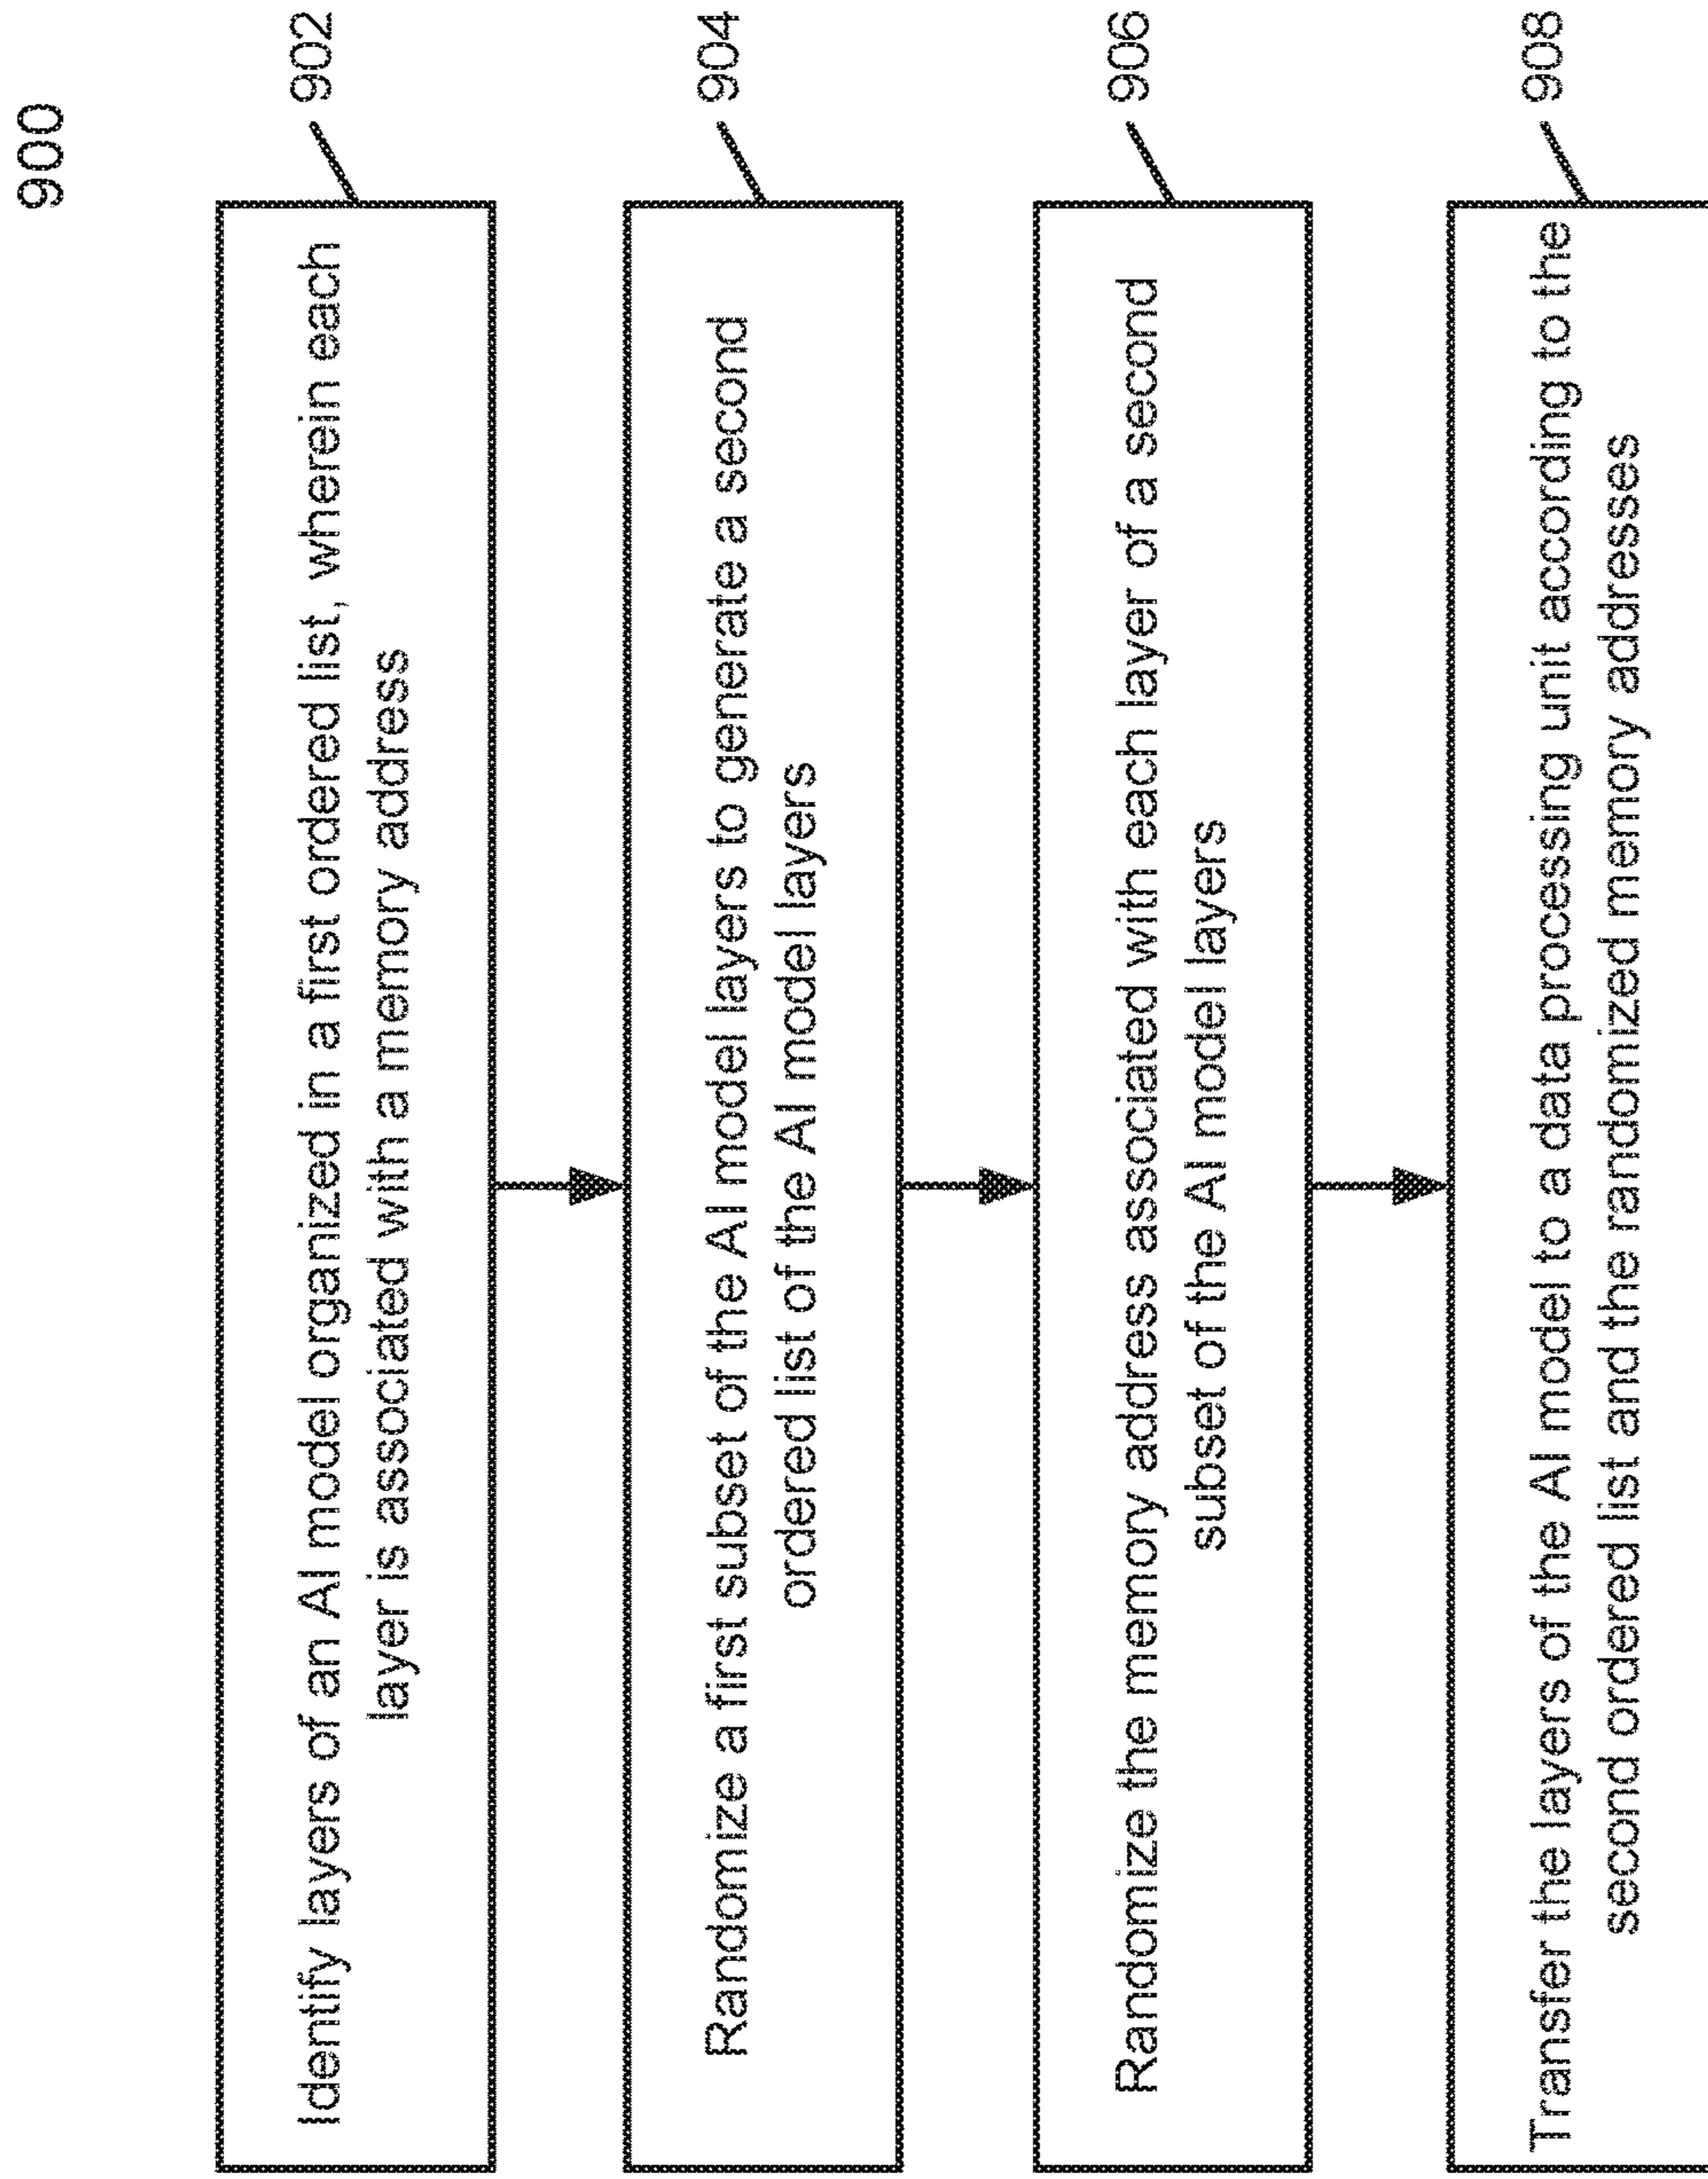 900
902
Identify layers of an AI model organized in a first ordered list, wherein each
layer is associated with a memory address
904
Randomize a first subset of the AI model layers to generate a second
ordered list of the AI model layers
906
Randomize the memory address associated with each layer of a second
subset of the AI model layers
908
Transfer the layers of the AI model to a data processing unit according to the
second ordered list and the randomized memory addresses